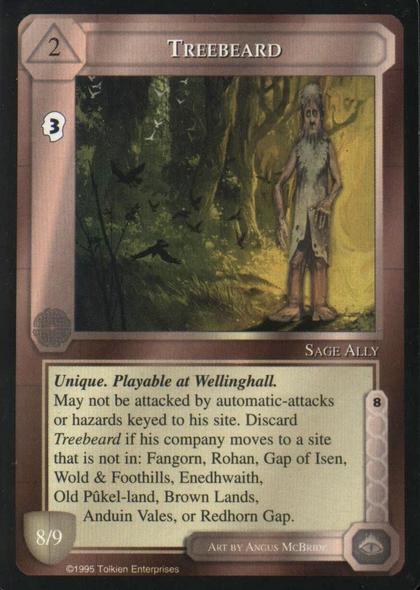 2
TREEBEARD
3
SAGE ALLY
Unique. Playable at Wellinghall.
May not be attacked by automatic-attacks
or hazards keyed to his site. Discard
Treebeard if his company moves to a site
that is not in: Fangorn, Rohan, Gap of Isen,
Wold & Foothills, Enedhwaith,
Old Pûkel-land, Brown Lands,
Anduin Vales, or Redhorn Gap.
8
8/9
ART BY ANGUS MCBRIDE
©1995 Tolkien Enterprises